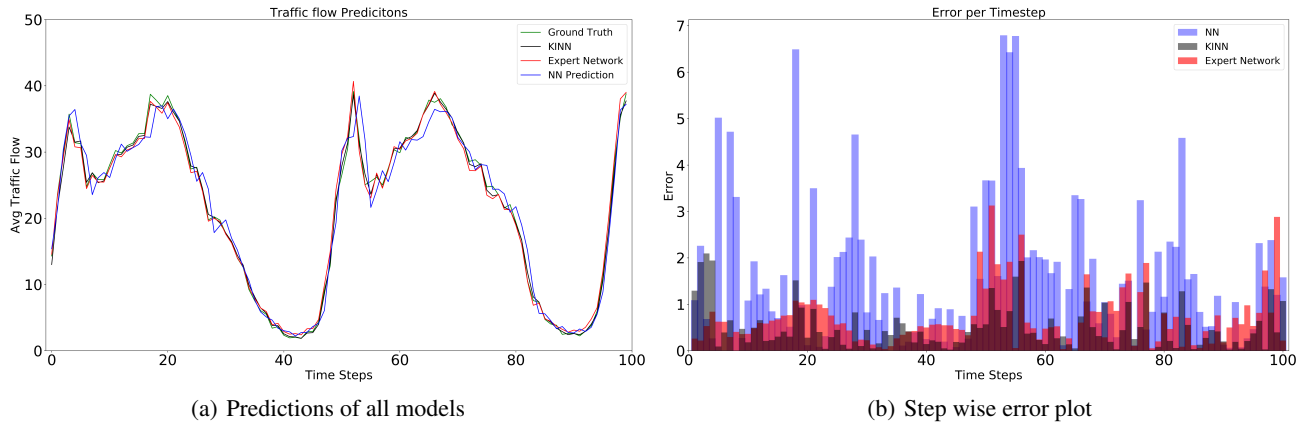 Traffic flow Predicitons
Ground Truth
KINN
Expert Network
NN Prediction
50
40
30
20
10
0
Avg Traffic Flow
0 20 40 60 80 100
Time Steps
(a) Predictions of all models
Error per Timestep
NN
KINN
Expert Network
7
6
5
4
3
2
1
0
Error
0 20 40 60 80 100
Time Steps
(b) Step wise error plot